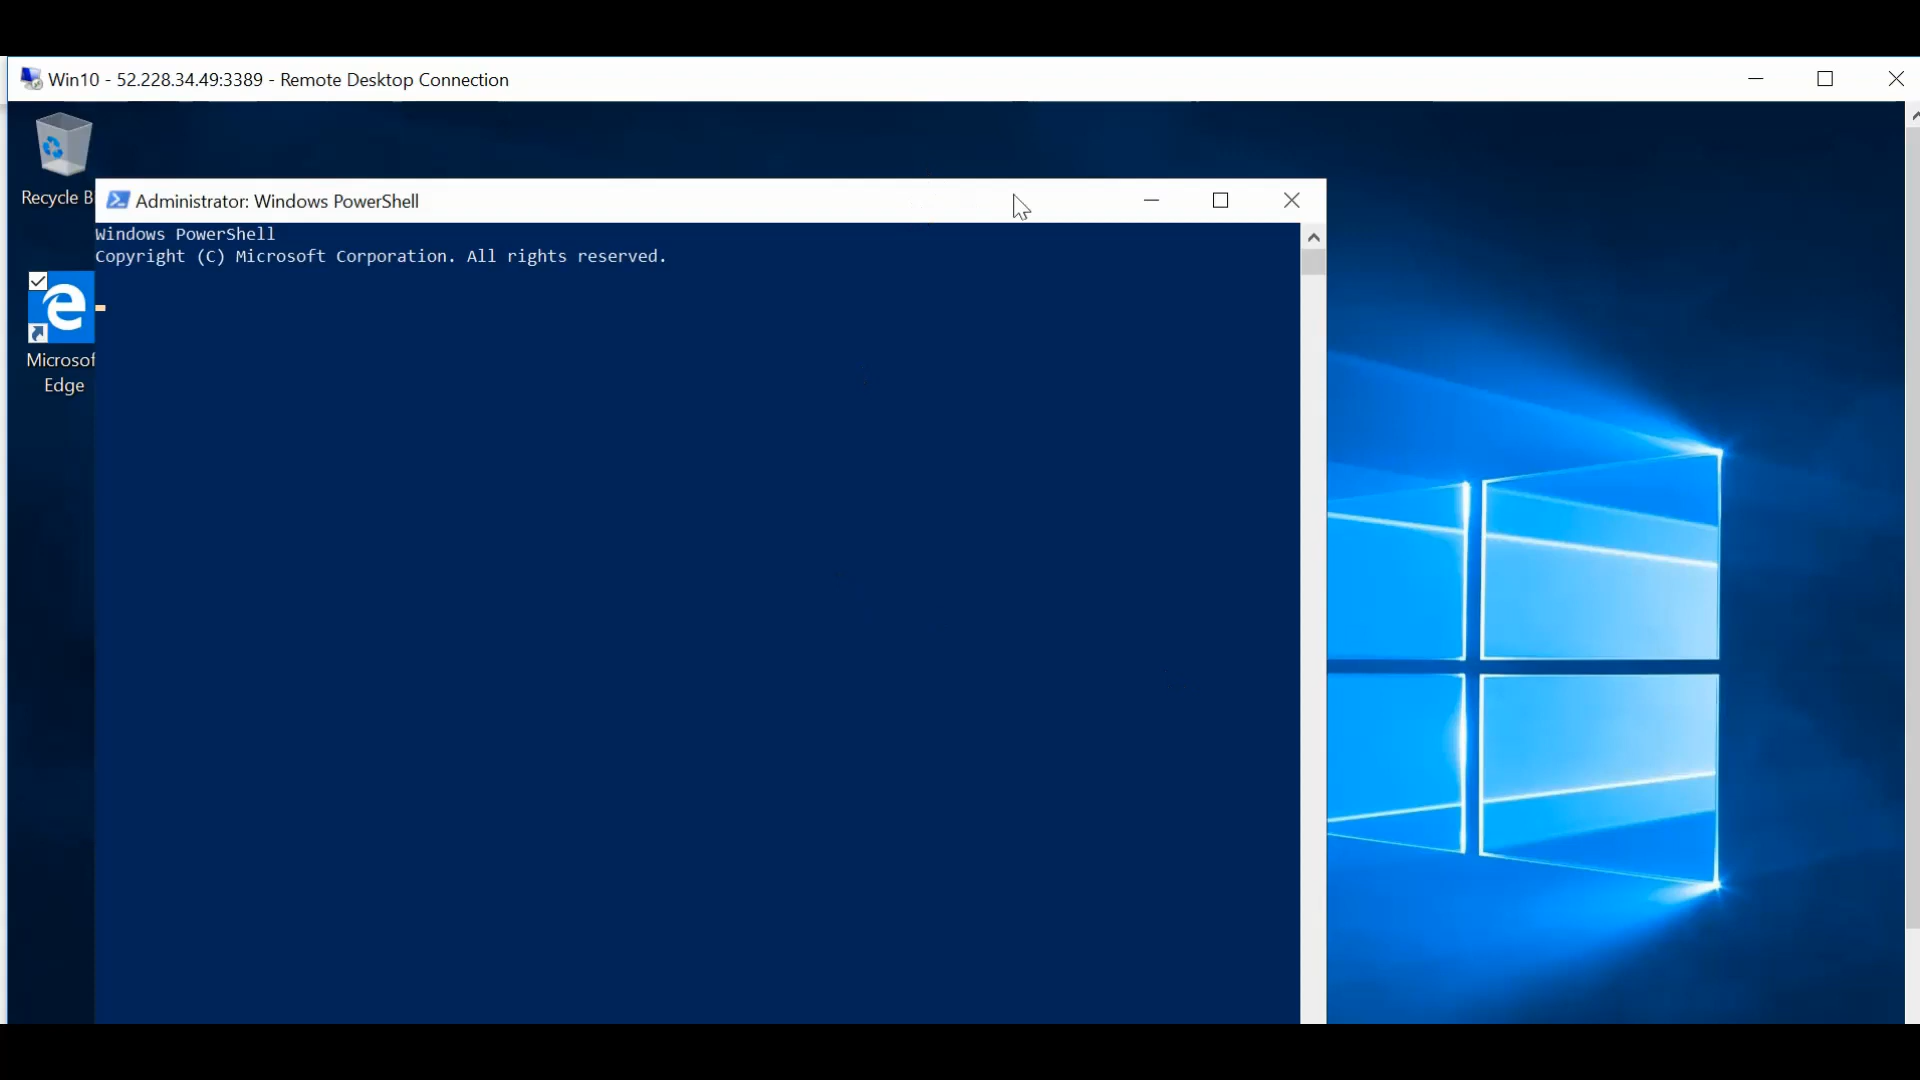 Win10 - 52.228.34.49:3389 - Remote Desktop Connection
Recycle B
Administrator: Windows PowerShell
Windows PowerShell
Copyright (C) Microsoft Corporation. All rights reserved.
Microsof
Edge